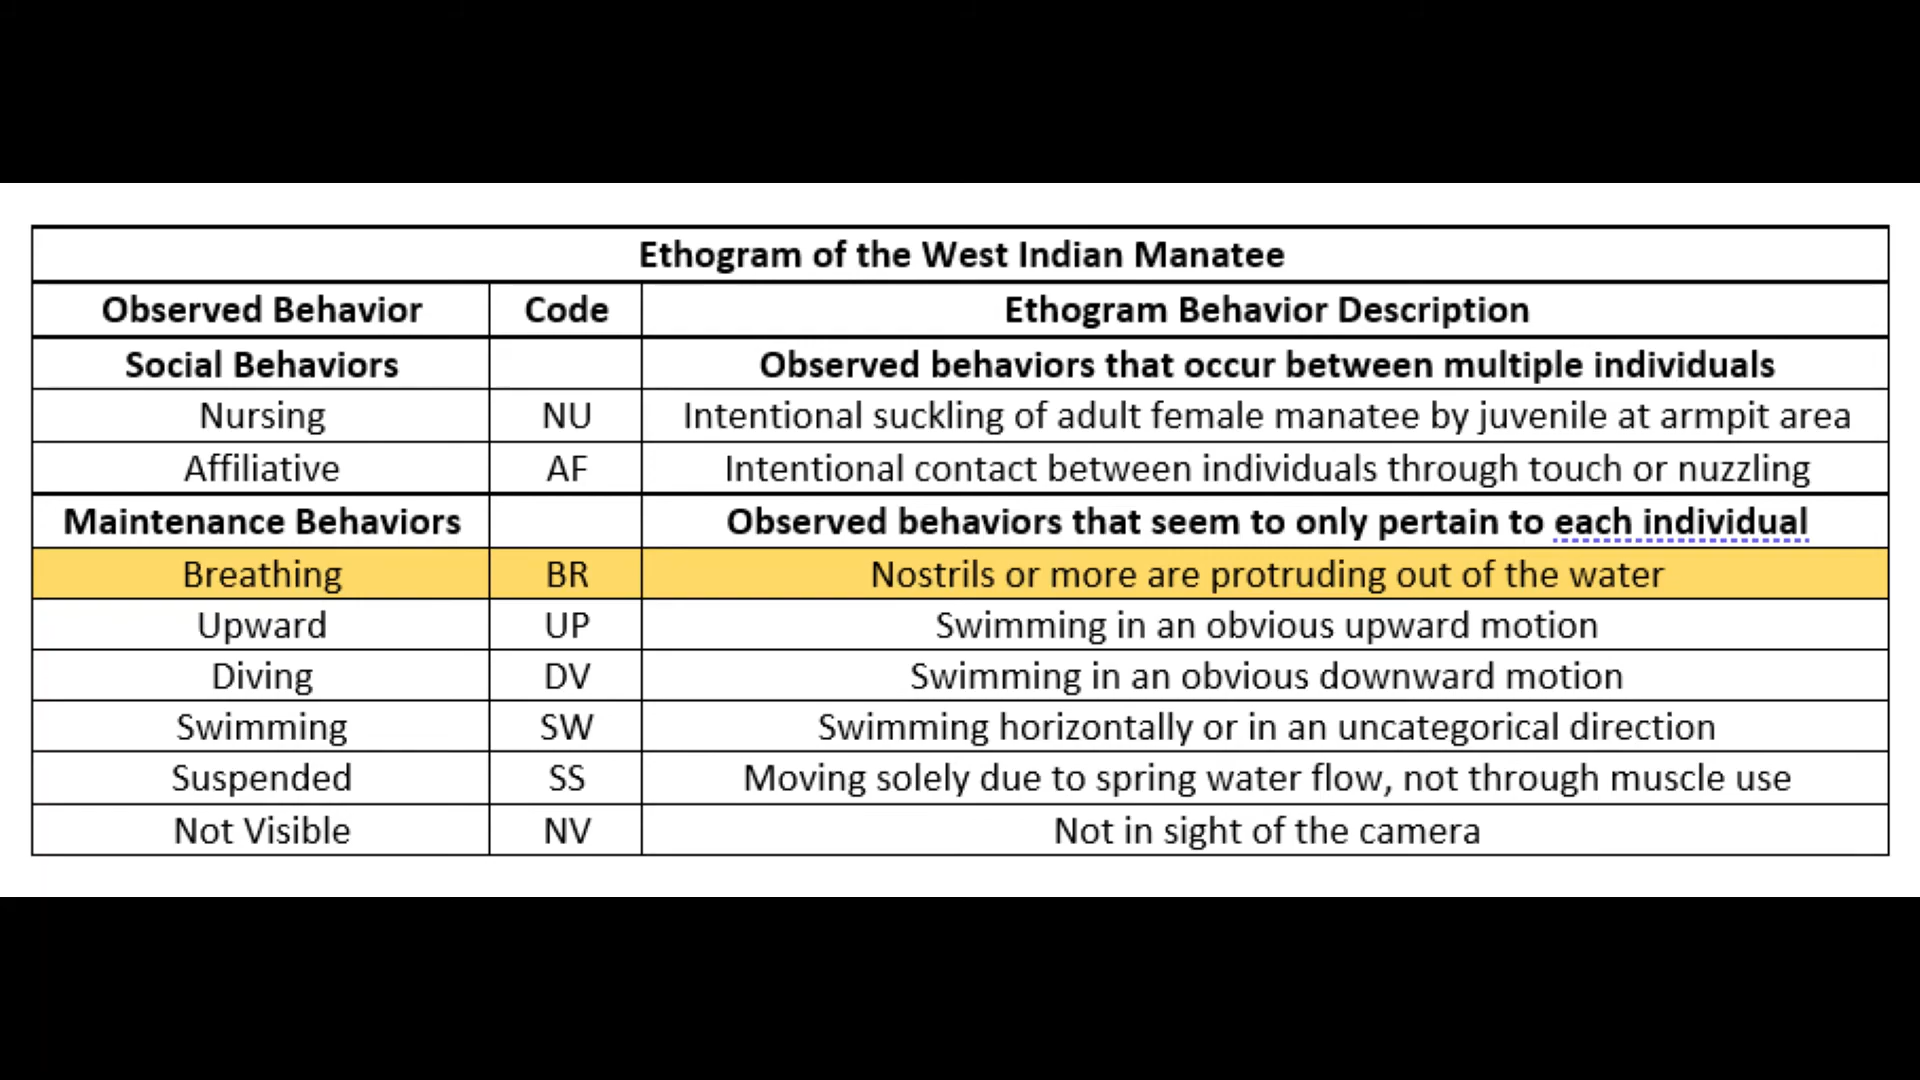 Ethogram of the West Indian Manatee
Observed Behavior Code Ethogram Behavior Description
Social Behaviors Observed behaviors that occur between multiple individuals
Nursing NU Intentional suckling of adult female manatee by juvenile at armpit area
Affiliative AF Intentional contact between individuals through touch or nuzzling
Maintenance Behaviors Observed behaviors that seem to only pertain to each individual
Breathing BR Nostrils or more are protruding out of the water
Upward UP Swimming in an obvious upward motion
Diving DV Swimming in an obvious downward motion
Swimming SW Swimming horizontally or in an uncategorical direction
Suspended SS Moving solely due to spring water flow, not through muscle use
Not Visible NV Not in sight of the camera